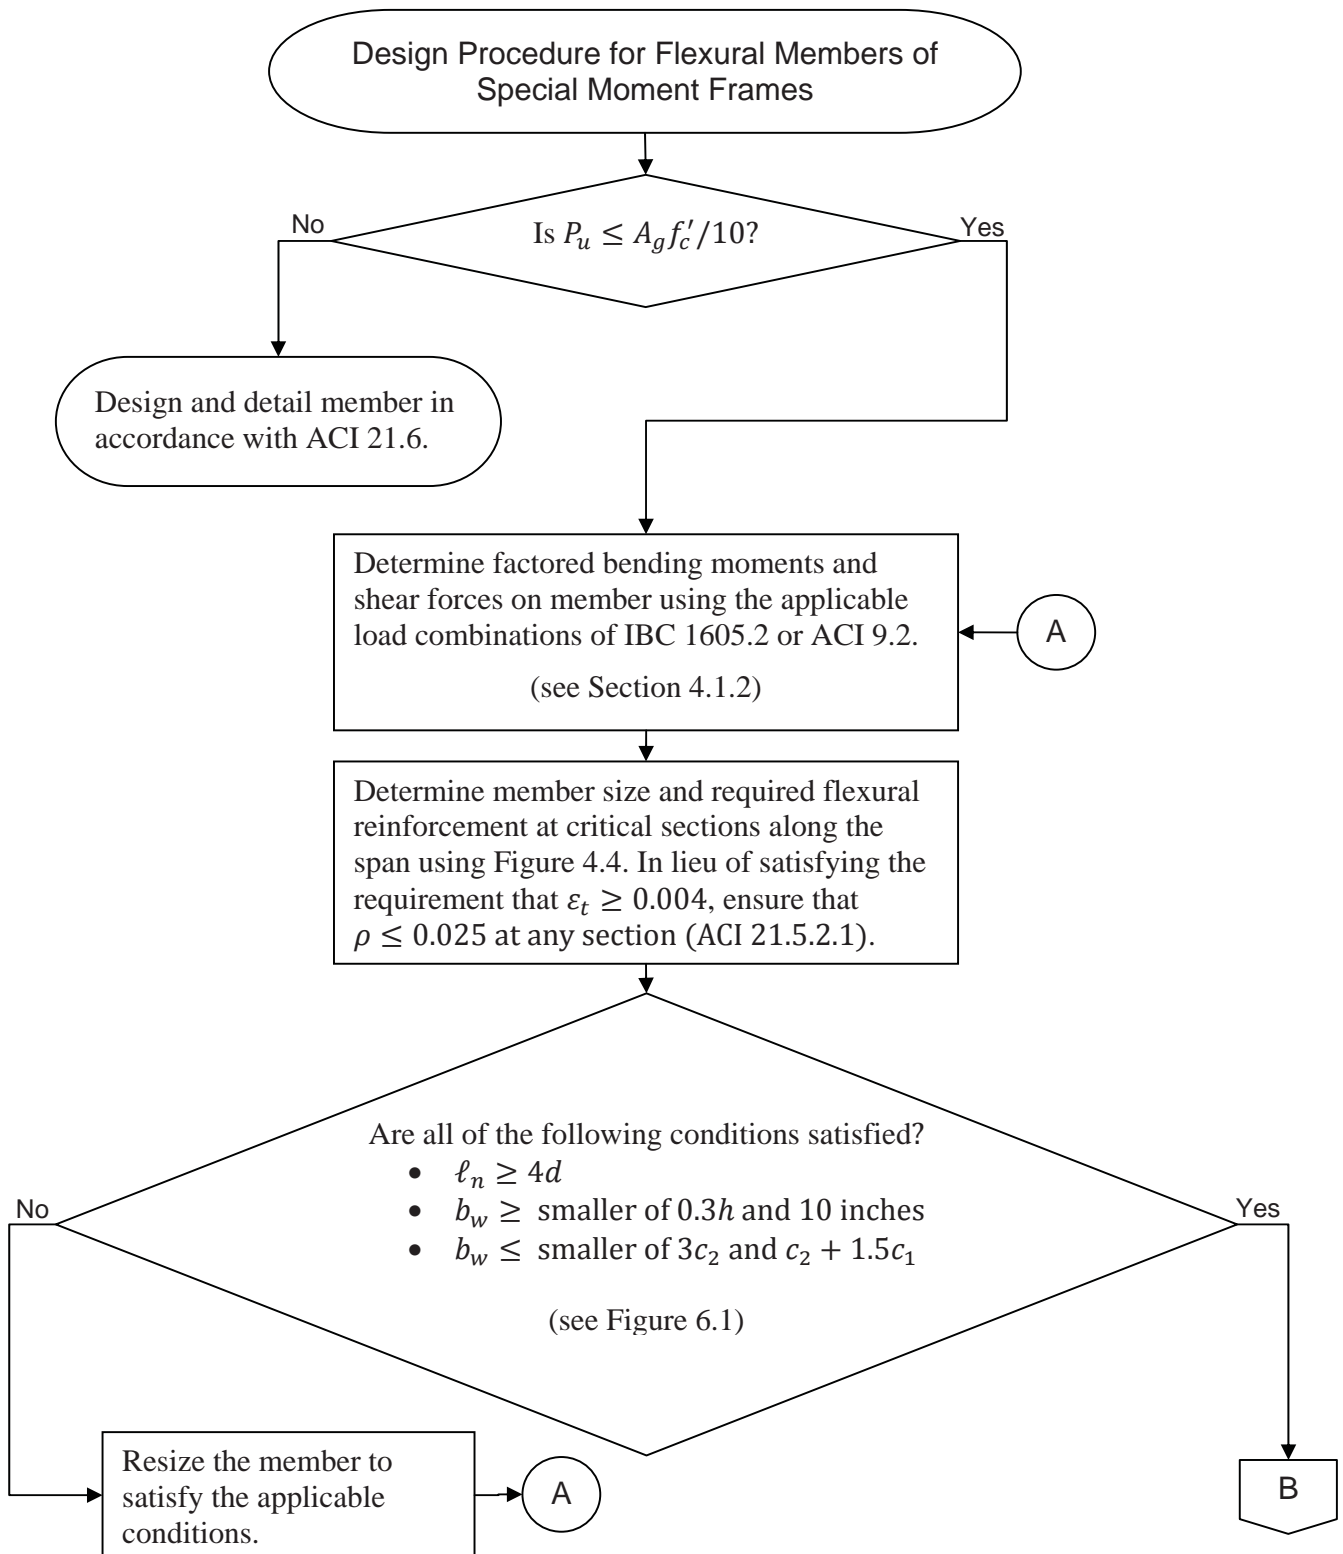 Design Procedure for Flexural Members of
Special Moment Frames
No
Is 𝑃ᵤ ≤ 𝐴_g 𝑓′_c/10?
Yes
Design and detail member in
accordance with ACI 21.6.
Determine factored bending moments and
shear forces on member using the applicable
load combinations of IBC 1605.2 or ACI 9.2.
(see Section 4.1.2)
A
Determine member size and required flexural
reinforcement at critical sections along the
span using Figure 4.4. In lieu of satisfying the
requirement that 𝜀_t ≥ 0.004, ensure that
𝜌 ≤ 0.025 at any section (ACI 21.5.2.1).
Are all of the following conditions satisfied?
• ℓ_n ≥ 4𝑑
• 𝑏_w ≥ smaller of 0.3ℎ and 10 inches
• 𝑏_w ≤ smaller of 3𝑐₂ and 𝑐₂ + 1.5𝑐₁
(see Figure 6.1)
No
Yes
Resize the member to
satisfy the applicable
conditions.
A
B